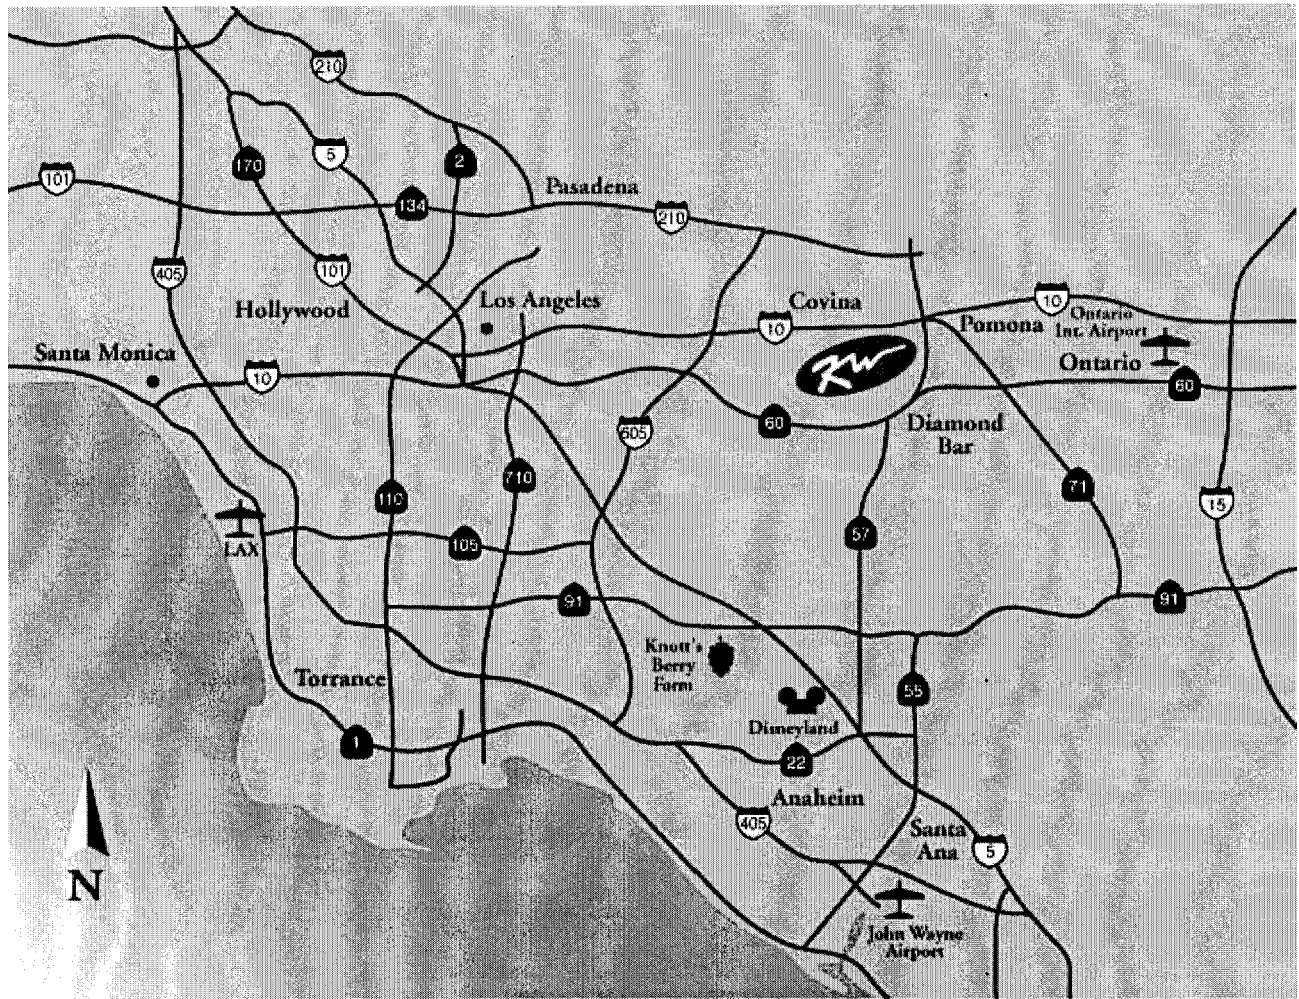 210
5
2
170
101
134
Pasadena
210
405
101
Hollywood
Los Angeles
Covina
10
10
Pomona
Ontario
Int. Airport
Ontario
Santa Monica
10
KW
60
60
605
Diamond
Bar
710
110
71
15
57
LAX
105
91
91
Knott's
Berry
Form
55
Torrance
Disneyland
1
22
Anaheim
405
Santa
Ana
5
N
John Wayne
Airport